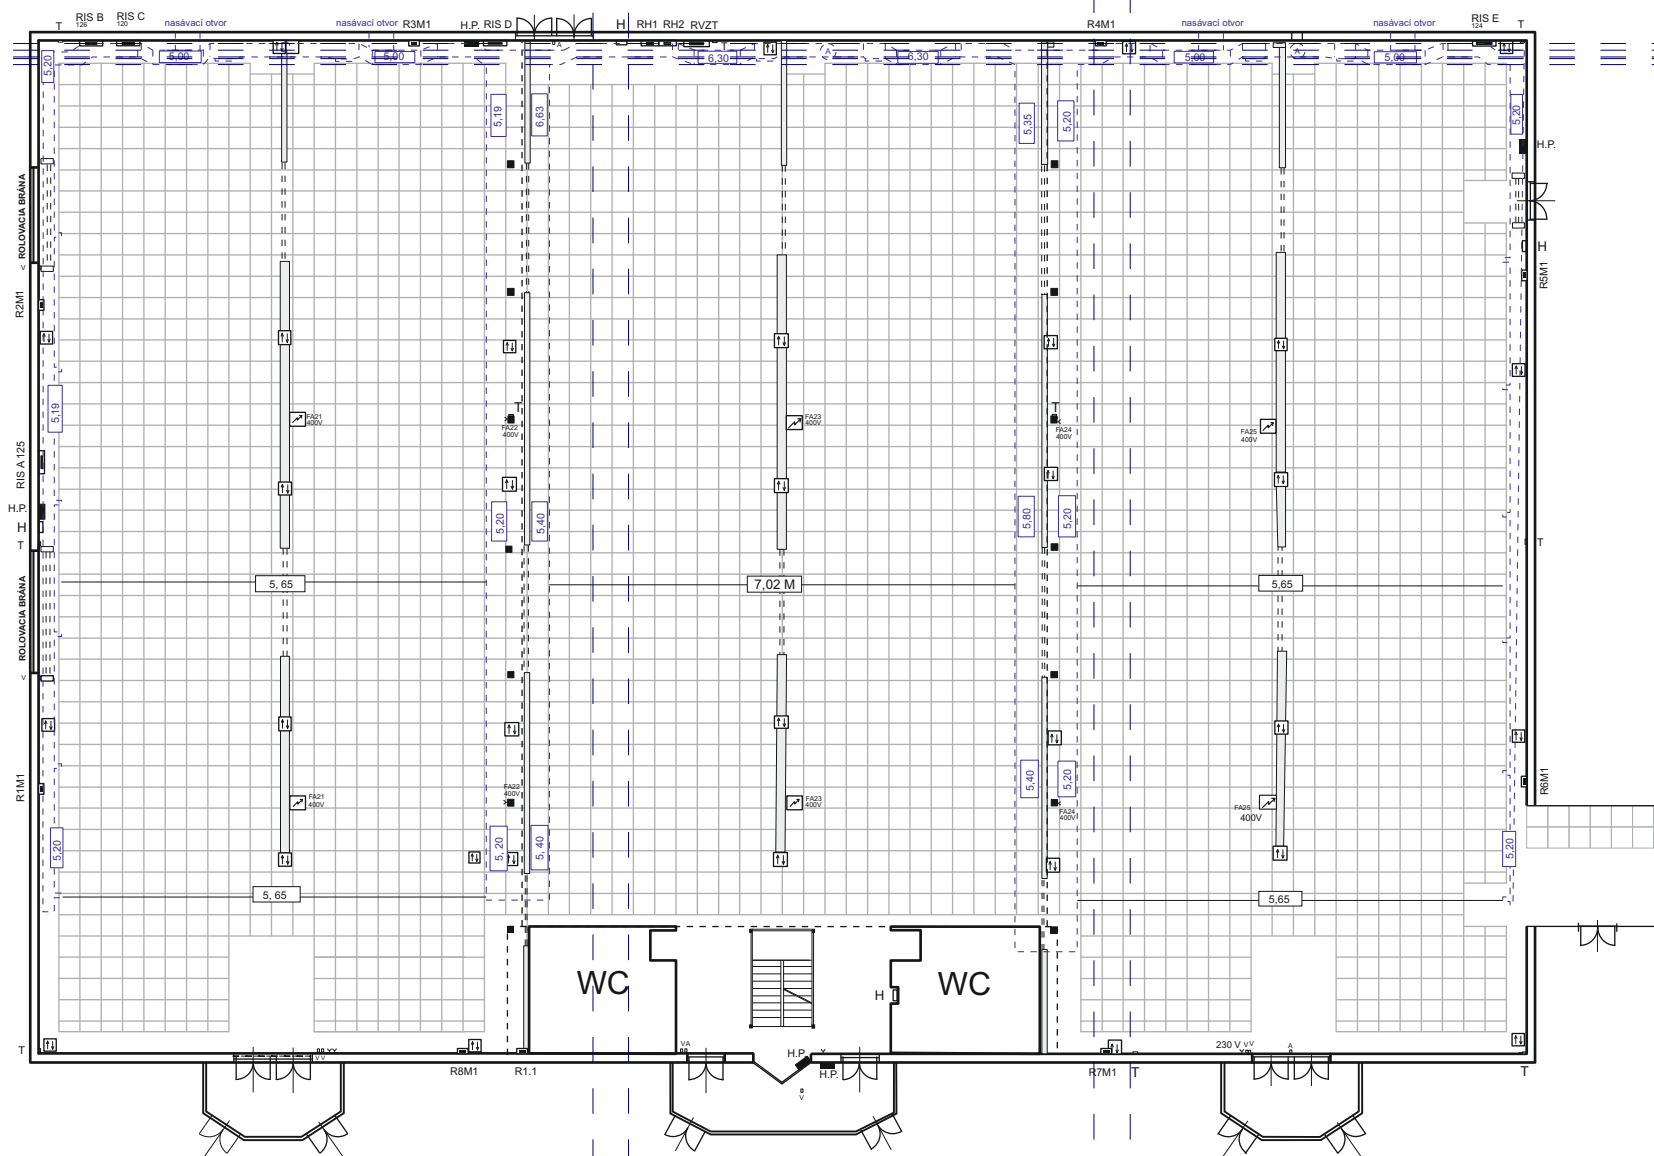 T
RIS B
126
RIS C
120
nasávací otvor
nasávací otvor
R3M1
H.P.
RIS D
H
RH1
RH2
RVZT
R4M1
nasávací otvor
nasávací otvor
RIS E
124
T
A
T
A
A
A
5,20
5,00
5,00
6,30
6,30
5,00
5,00
5,19
6,63
5,35
5,20
5,20
H.P.
ROLOVACIA BRÁNA
V
H
R2M1
R5M1
5,19
FA21
400V
T
FA22
400V
FA23
400V
T
FA24
400V
FA25
400V
RIS A 125
H.P.
H
T
5,20
5,40
5,80
5,20
T
5, 65
7,02 M
5,65
ROLOVACIA BRÁNA
V
R1M1
FA21
400V
FA22
400V
FA23
400V
5,40
5,20
FA24
400V
FA25
400V
R6M1
5,20
5, 20
5, 40
5,20
5, 65
5,65
WC
H
WC
T
V V
R8M1
R1.1
VA
H.P.
H.P.
V
R7M1
T
230 V
V V
A
T